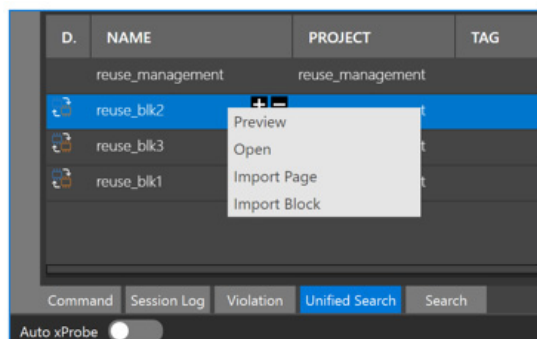 D. NAME PROJECT TAG
reuse_management reuse_management
reuse_blk2 t
reuse_blk3 t
reuse_blk1 t
Preview
Open
Import Page
Import Block
Command Session Log Violation Unified Search Search
Auto xProbe